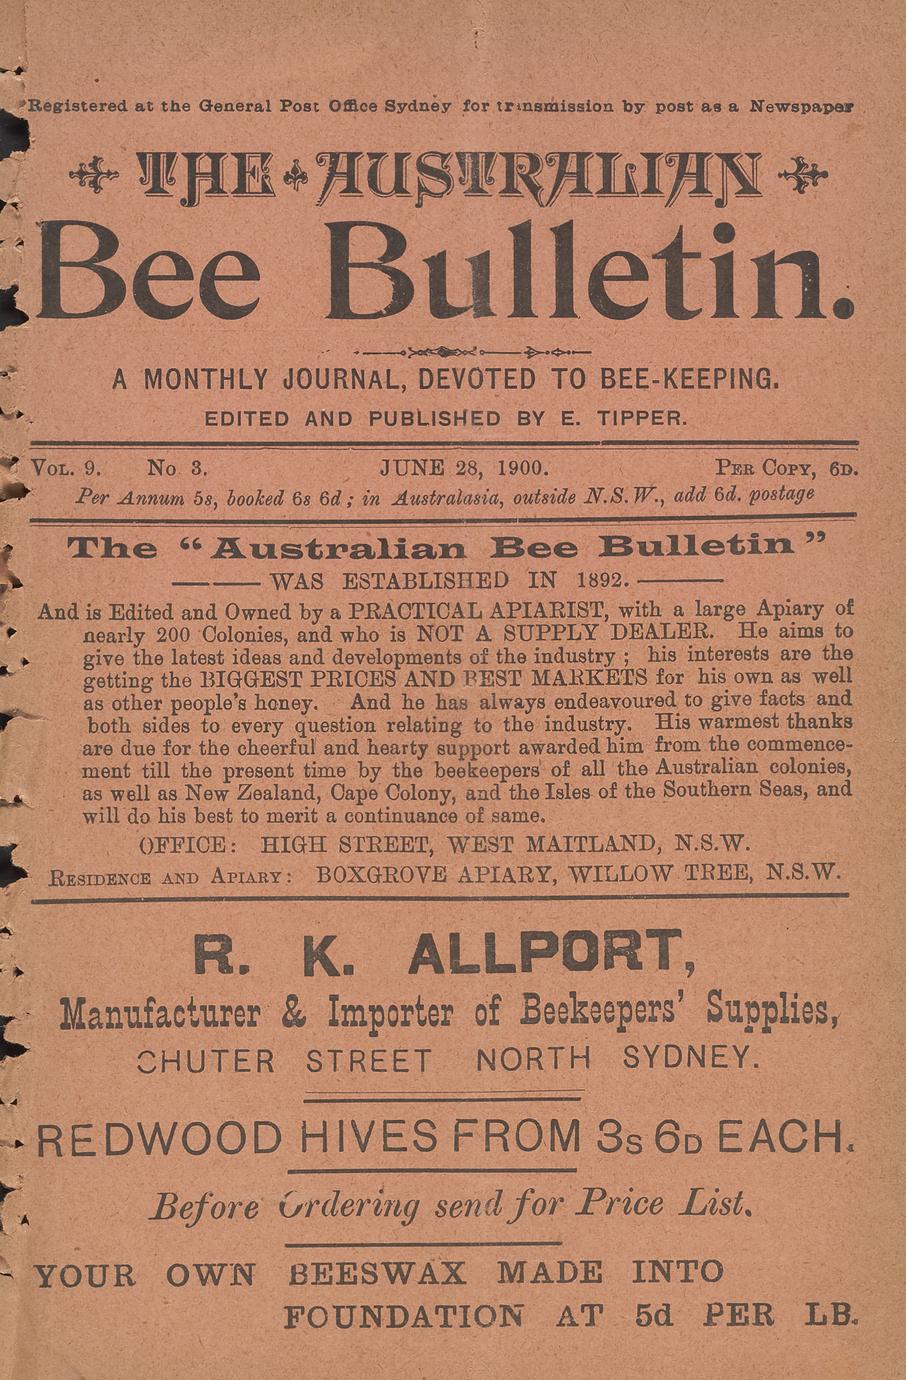 Registered at the General Post Office Sydney for transmission by post as a Newspaper
THE AUSTRALIAN
Bee Bulletin.
A MONTHLY JOURNAL, DEVOTED TO BEE-KEEPING.
EDITED AND PUBLISHED BY E. TIPPER.
VOL. 9. No 3. JUNE 28, 1900. PER COPY, 6D.
Per Annum 5s, booked 6s 6d ; in Australasia, outside N.S.W., add 6d. postage
The “Australian Bee Bulletin”
WAS ESTABLISHED IN 1892.
And is Edited and Owned by a PRACTICAL APIARIST, with a large Apiary of
nearly 200 Colonies, and who is NOT A SUPPLY DEALER. He aims to
give the latest ideas and developments of the industry ; his interests are the
getting the BIGGEST PRICES AND BEST MARKETS for his own as well
as other people's honey. And he has always endeavoured to give facts and
both sides to every question relating to the industry. His warmest thanks
are due for the cheerful and hearty support awarded him from the commence-
ment till the present time by the beekeepers of all the Australian colonies,
as well as New Zealand, Cape Colony, and the Isles of the Southern Seas, and
will do his best to merit a continuance of same.
OFFICE: HIGH STREET, WEST MAITLAND, N.S.W.
RESIDENCE AND APIARY: BOXGROVE APIARY, WILLOW TREE, N.S.W.
R. K. ALLPORT,
Manufacturer & Importer of Beekeepers' Supplies,
CHUTER STREET NORTH SYDNEY.
REDWOOD HIVES FROM 3S 6D EACH.
Before Ordering send for Price List.
YOUR OWN BEESWAX MADE INTO
FOUNDATION AT 5d PER LB.